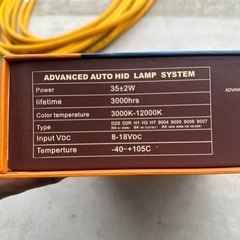 ADVANCED AUTO HID LAMP SYSTEM
Power 35±2W
lifetime 3000hrs
Color temperature 3000K-12000K
Type D2S D2R H1 H3 H7 9004 9005 9006 9007
Input VDC 8-18Vdc
Temperture -40-+105C